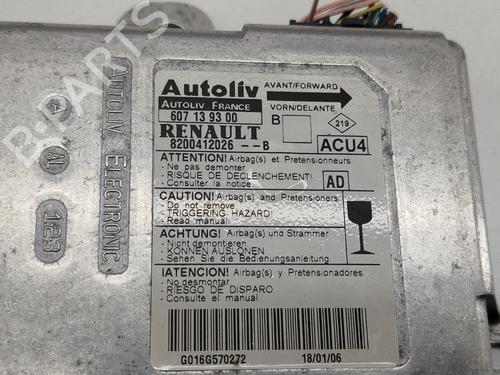 Autoliv
AVANT/FORWARD
AUTOLIV FRANCE
VORN/DELANTE
607 13 93 00
B
219
RENAULT
ACU4
8200412026 --B
ATTENTION! Airbag(s) et Pretensionneurs
- Ne pas demonter
- RISQUE DE DECLENCHEMENT!
- Consulter la notice
AD
CAUTION! Airbag(s) and Pretensioners
- Do not remove
- TRIGGERING HAZARD!
- Read manual
ACHTUNG! Airbag(s) und Strammer
- Nicht demontieren
- KONNEN AUSLONSEN
- Sehen Sie die Bedienungsanleitung
!ATENCION! Airbag(s) y Pretensionadores
- No desmontar
- RIESGO DE DISPARO
- Consulte el manual
G016G570272
18/01/06
AUTOLIV ELECTRONIC
AL
123
B-PARTS